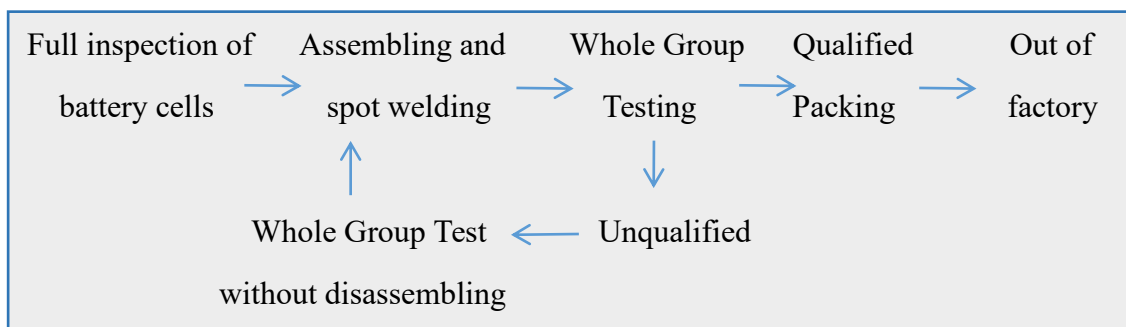 Full inspection of
battery cells
Assembling and
spot welding
Whole Group
Testing
Qualified
Packing
Out of
factory
Whole Group Test
without disassembling
Unqualified